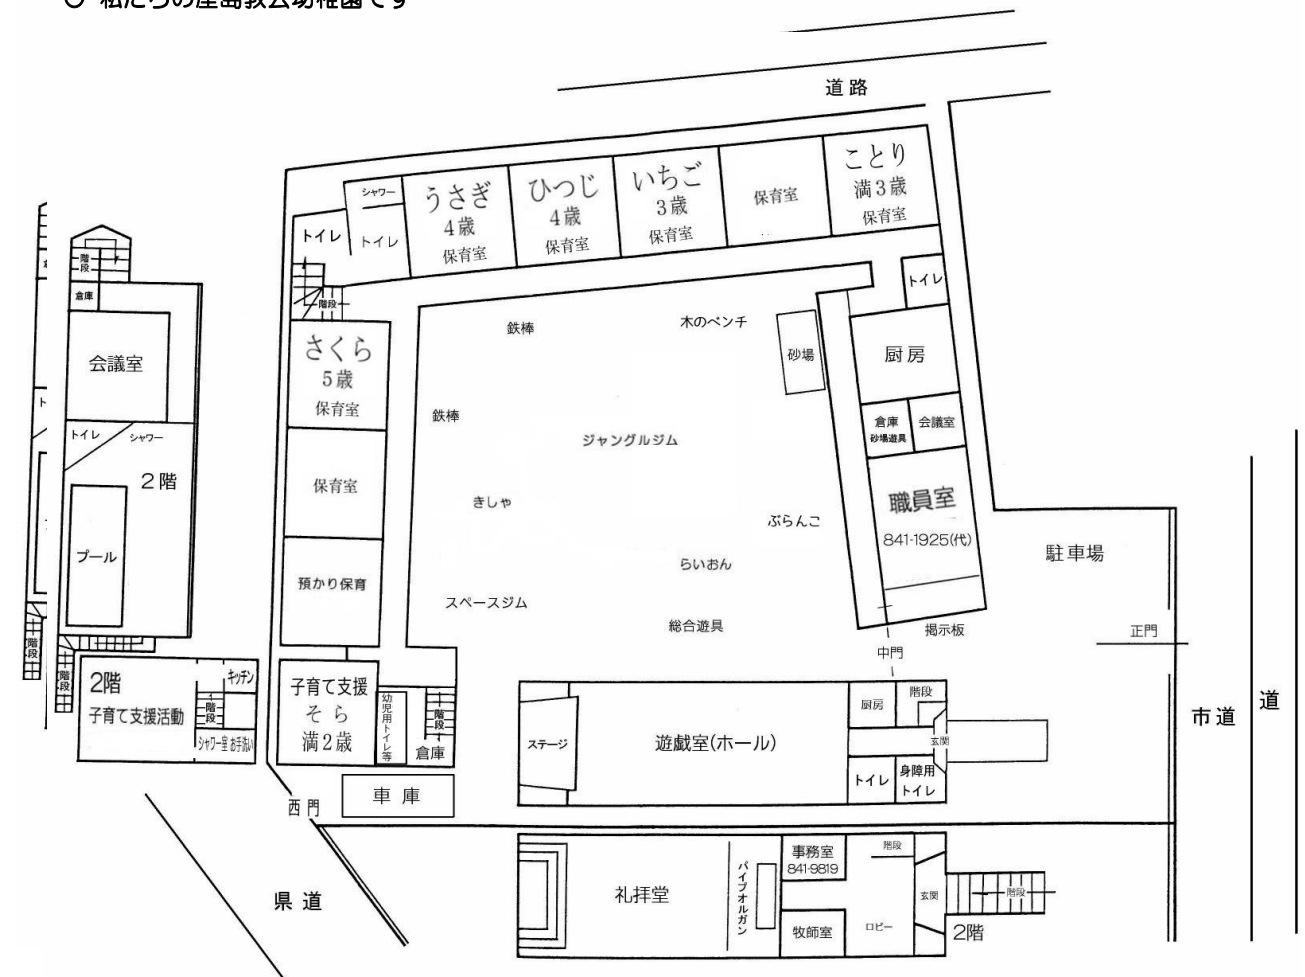 私たちの屋島教会幼稚園です
道路
ことり
満3歳
保育室
保育室
いちご
3歳
保育室
ひつじ
4歳
保育室
うさぎ
4歳
保育室
シャワー
トイレ
トイレ
階段
さくら
5歳
保育室
保育室
預かり保育
子育て支援
そら
満2歳
幼児用トイレ等
階段
倉庫
車庫
西門
県道
階段
倉庫
会議室
トイレ
シャワー
2階
プール
階段
階段
2階
子育て支援活動
キッチン
階段
シャワー室
お手洗い
ト
鉄棒
木のベンチ
砂場
鉄棒
ジャングルジム
きしゃ
ぶらんこ
らいおん
スペースジム
総合遊具
トイレ
厨房
倉庫
砂場遊具
会議室
職員室
841-1925(代)
掲示板
中門
駐車場
正門
市道
道
ステージ
遊戯室(ホール)
厨房
階段
玄関
トイレ
身障用
トイレ
礼拝堂
パイプオルガン
事務室
841-9819
牧師室
階段
ロビー
玄関
階段
2階